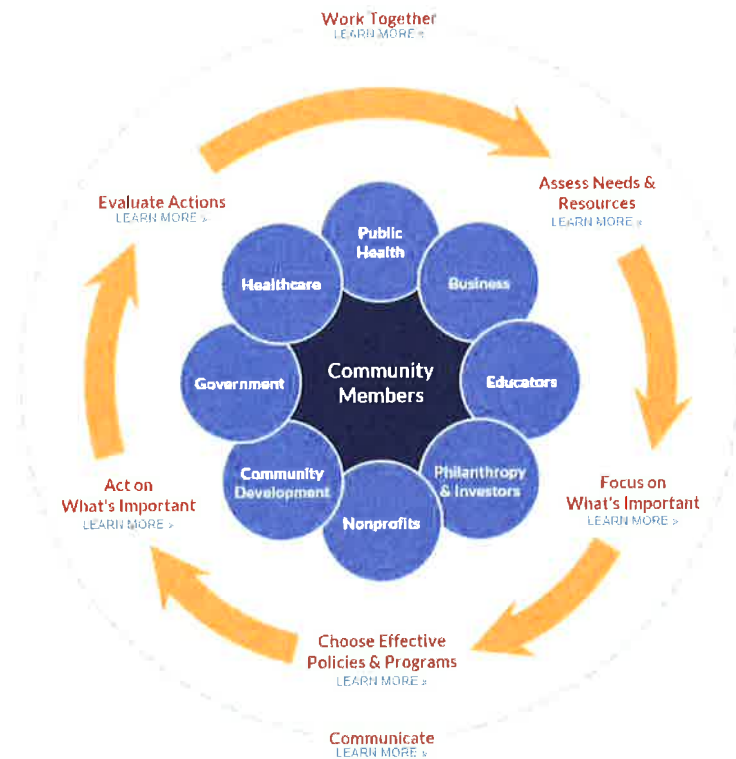 Work Together
LEARN MORE »
Evaluate Actions
LEARN MORE »
Assess Needs &
Resources
LEARN MORE »
Public
Health
Healthcare
Business
Government
Community
Members
Educators
Community
Development
Philanthropy
& Investors
Nonprofits
Act on
What's Important
LEARN MORE »
Focus on
What's Important
LEARN MORE »
Choose Effective
Policies & Programs
LEARN MORE »
Communicate
LEARN MORE »